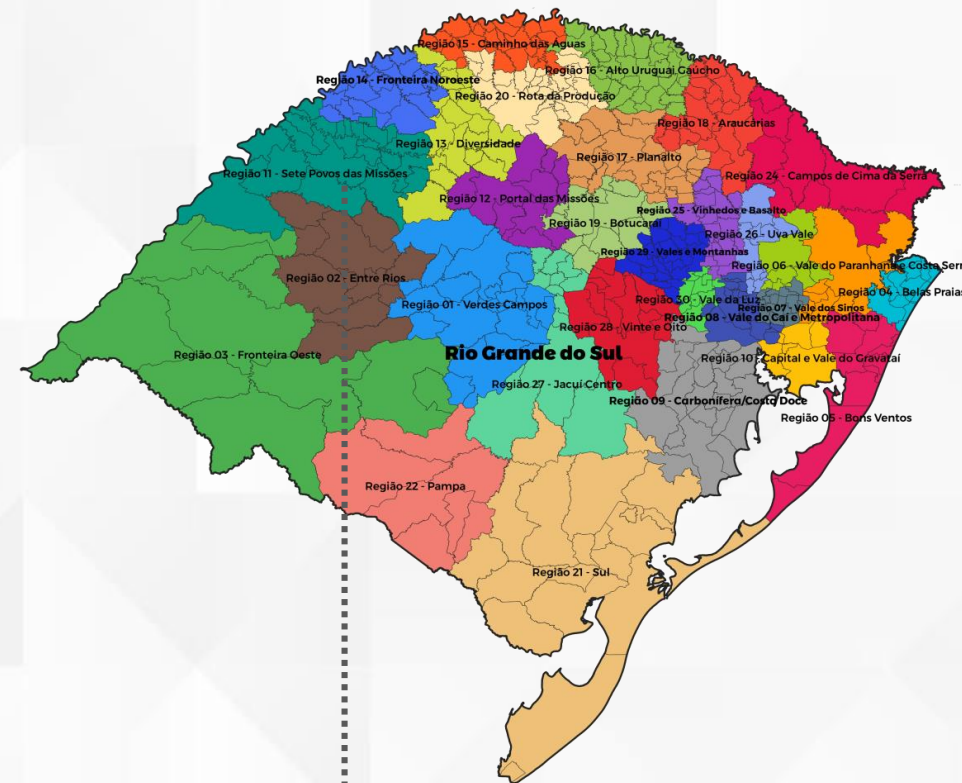 Região 15 - Caminho das Águas
Região 16 - Alto Uruguai Gaúcho
Região 14 - Fronteira Noroeste
Região 20 - Rota da Produção
Região 18 - Araucárias
Região 13 - Diversidade
Região 17 - Planalto
Região 11 - Sete Povos das Missões
Região 24 - Campos de Cima da Serra
Região 12 - Portal das Missões
Região 25 - Vinhedos e Basalto
Região 19 - Botucaraí
Região 26 - Uva Vale
Região 29 - Vales e Montanhas
Região 06 - Vale do Paranhana e Costa Serra
Região 02 - Entre Rios
Região 04 - Belas Praias
Região 30 - Vale da Luz
Região 01 - Verdes Campos
Região 07 - Vale dos Sinos
Região 08 - Vale do Caí e Metropolitana
Região 28 - Vinte e Oito
Região 03 - Fronteira Oeste
Rio Grande do Sul
Região 10 - Capital e Vale do Gravataí
Região 27 - Jacuí Centro
Região 09 - Carbonífera/Costa Doce
Região 05 - Bons Ventos
Região 22 - Pampa
Região 21 - Sul